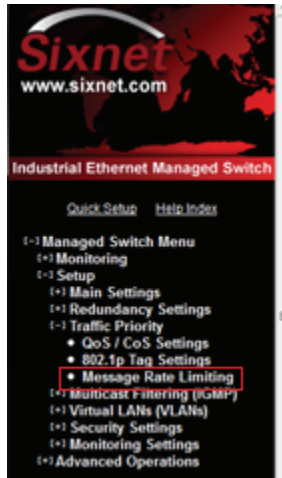 Sixnet
www.sixnet.com
Industrial Ethernet Managed Switch
Quick Setup Help Index
[-] Managed Switch Menu
[+] Monitoring
[-] Setup
[+] Main Settings
[+] Redundancy Settings
[-] Traffic Priority
• QoS / CoS Settings
• 802.1p Tag Settings
• Message Rate Limiting
[+] Multicast Filtering (IGMP)
[+] Virtual LANs (VLANs)
[+] Security Settings
[+] Monitoring Settings
[+] Advanced Operations